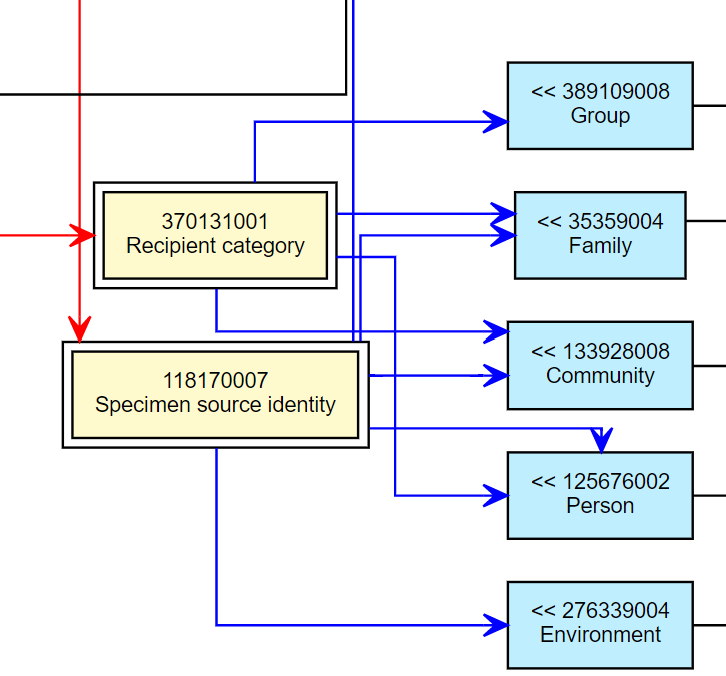 << 389109008
Group
370131001
Recipient category
<< 35359004
Family
118170007
Specimen source identity
<< 133928008
Community
<< 125676002
Person
<< 276339004
Environment